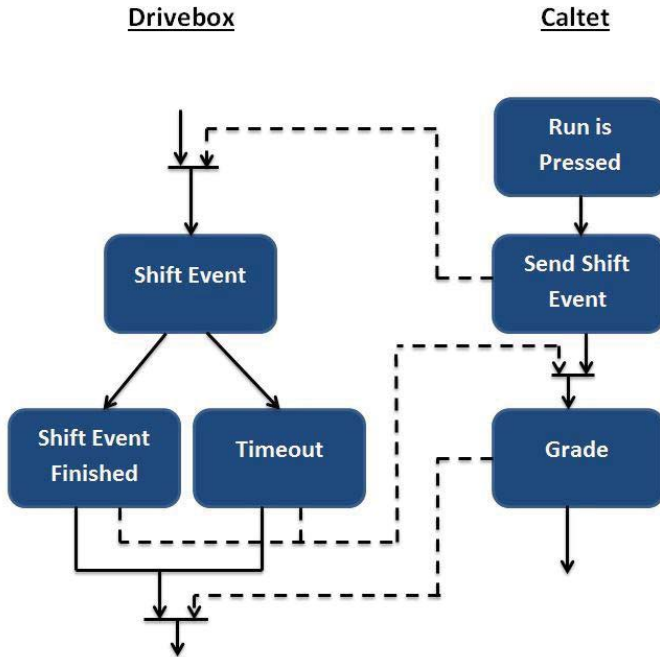 Drivebox
Caltet
Run is
Pressed
Shift Event
Send Shift
Event
Shift Event
Finished
Timeout
Grade